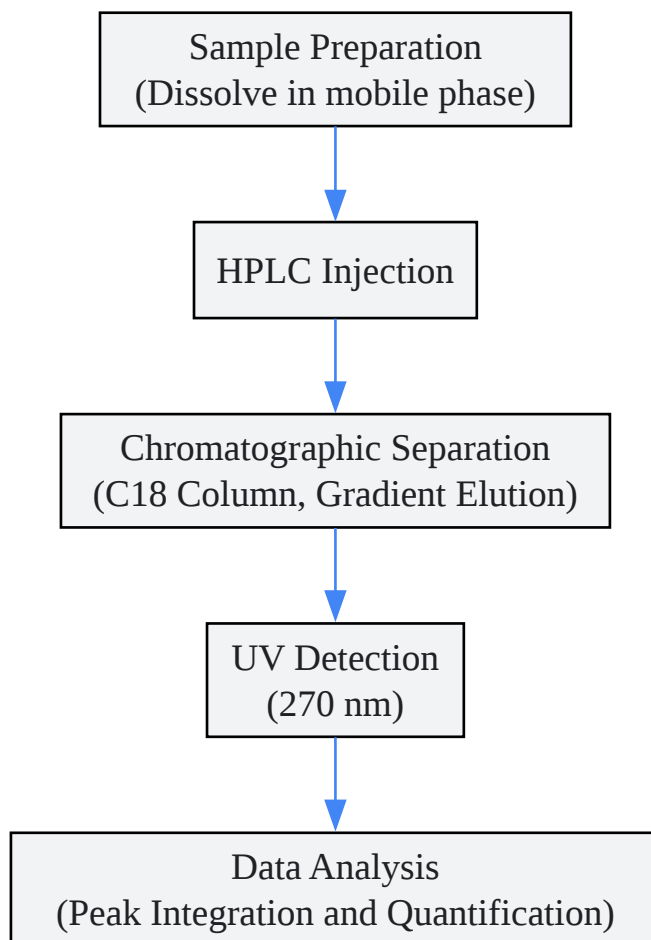 Sample Preparation
(Dissolve in mobile phase)
HPLC Injection
Chromatographic Separation
(C18 Column, Gradient Elution)
UV Detection
(270 nm)
Data Analysis
(Peak Integration and Quantification)